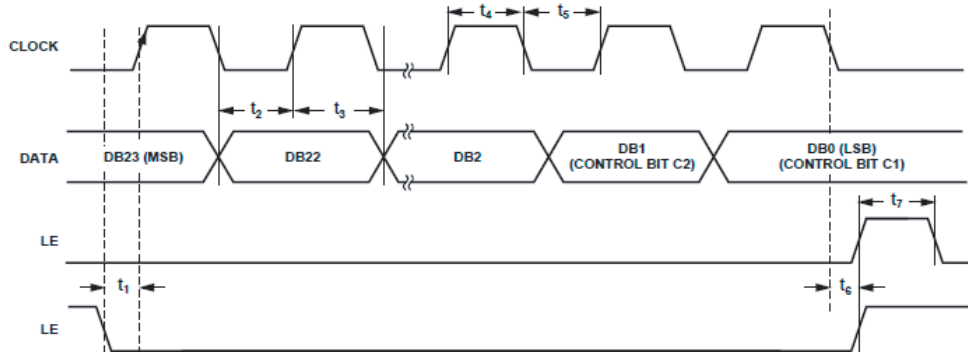 t4 t5
CLOCK
t2 t3
DATA DB23 (MSB) DB22 DB2 DB1 (CONTROL BIT C2) DB0 (LSB) (CONTROL BIT C1)
t7
LE
t1 t6
LE